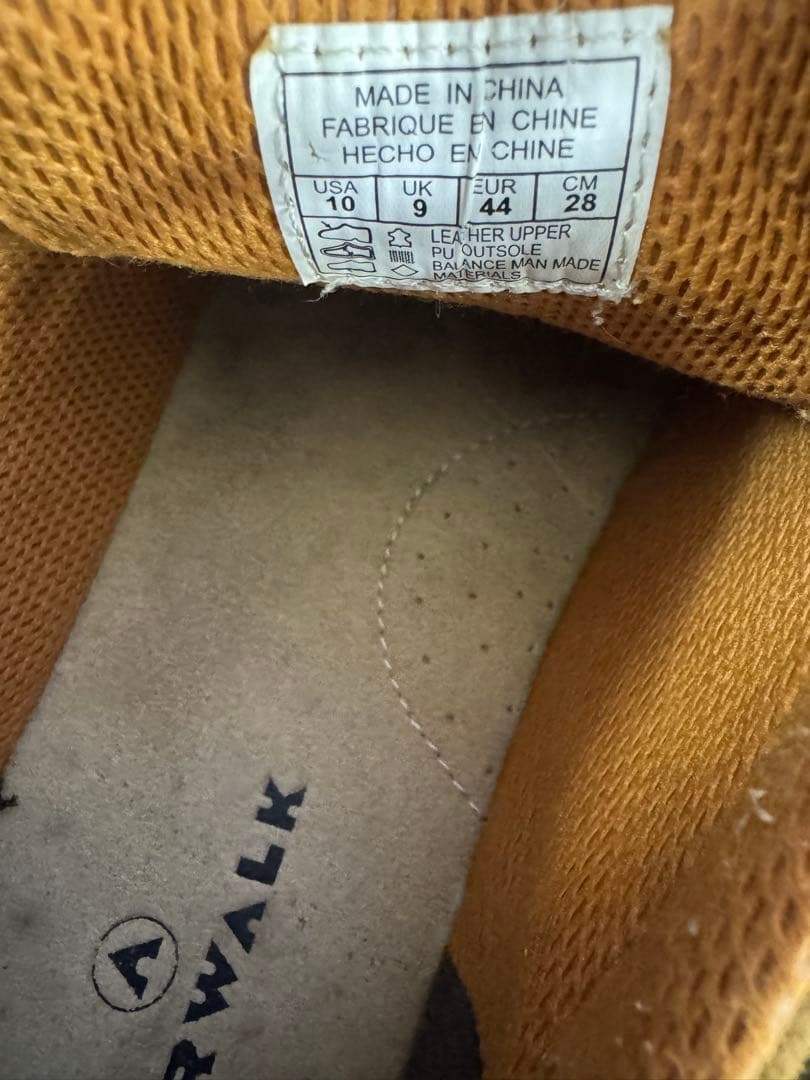 MADE IN CHINA
FABRIQUE EN CHINE
HECHO EN CHINE
USA UK EUR CM
10 9 44 28
LEATHER UPPER
PU OUTSOLE
BALANCE MAN MADE
MATERIALS
A
RWALK